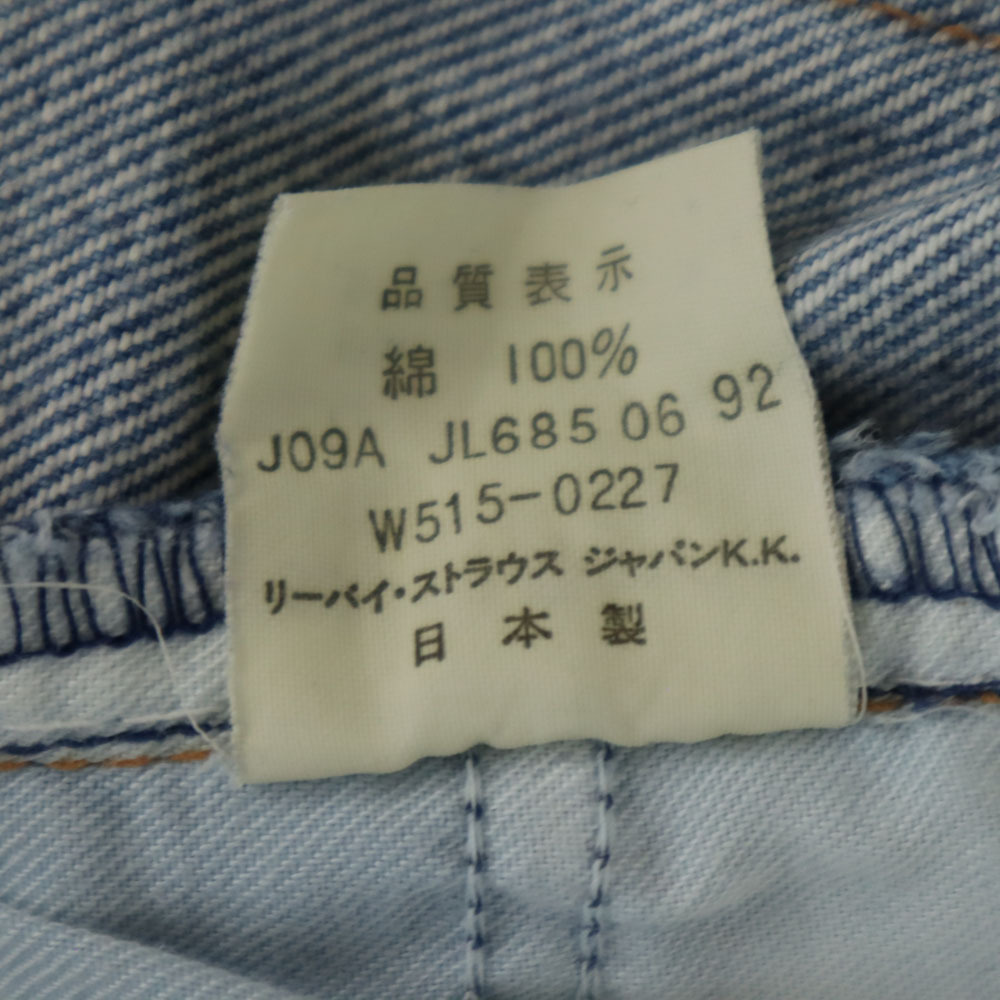 品質表示
綿 100%
J09A JL685 06 92
W515-0227
リーバイ・ストラウス ジャパンK.K.
日本製